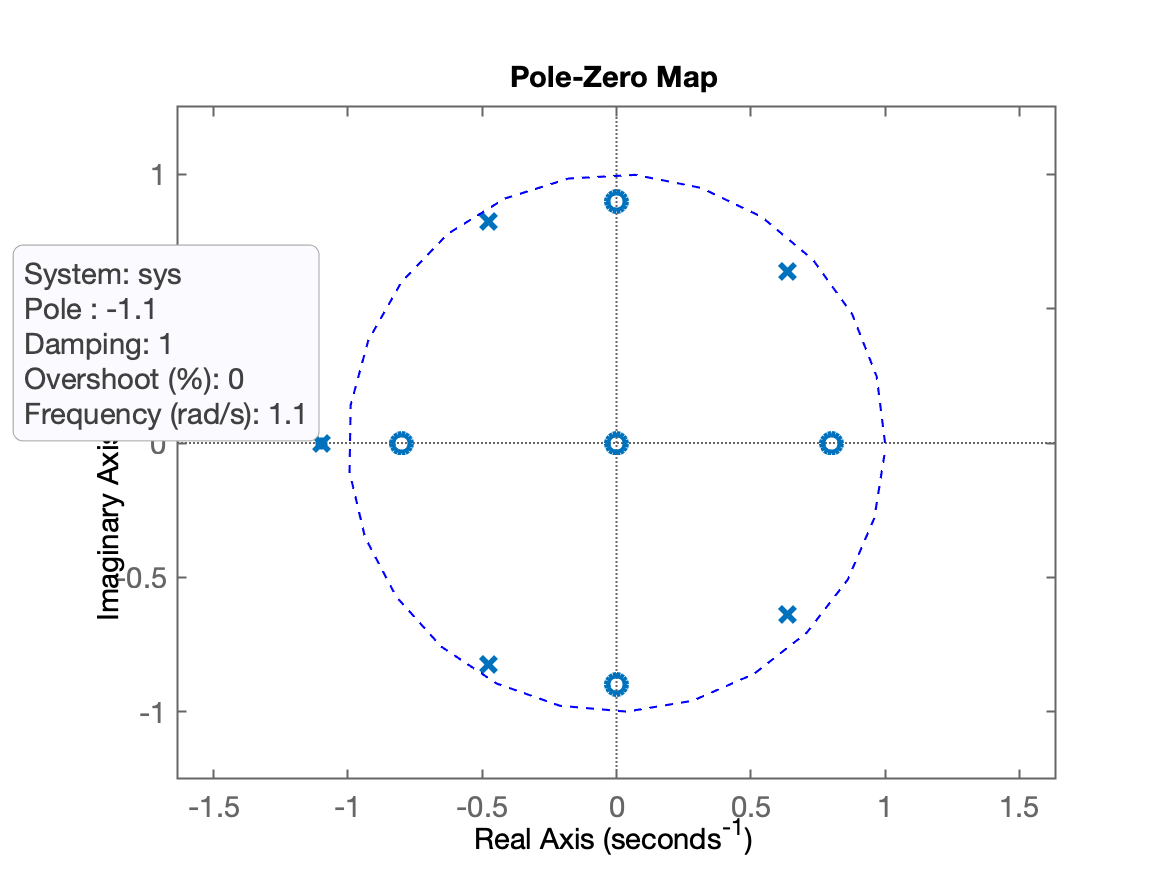 Pole-Zero Map
1
System: sys
Pole : -1.1
Damping: 1
Overshoot (%): 0
Frequency (rad/s): 1.1
0
-0.5
-1
Imaginary Axis
-1.5 -1 -0.5 0 0.5 1 1.5
Real Axis (seconds⁻¹)